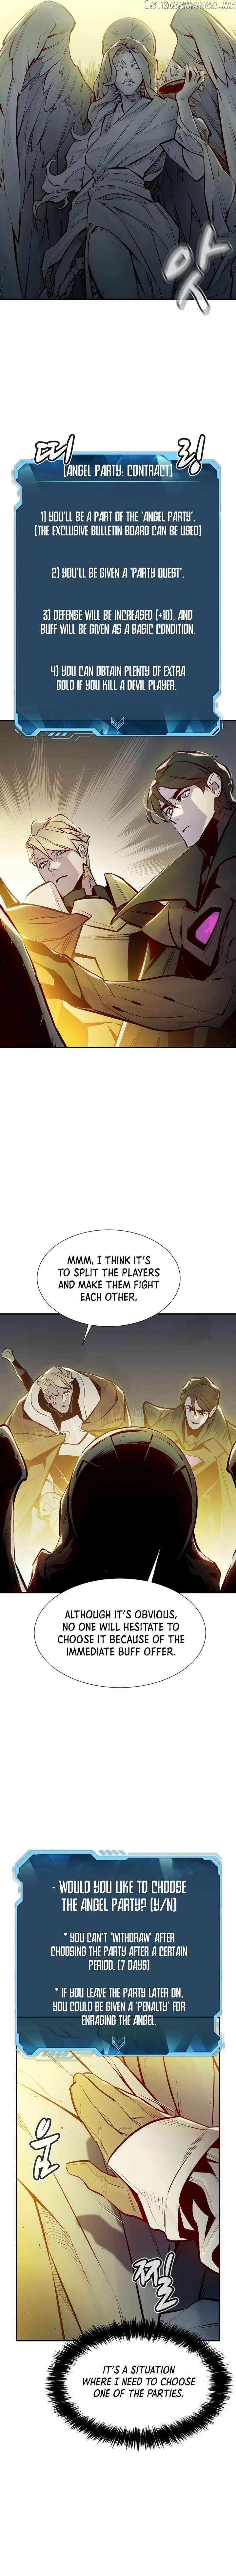 1STKISSMANGA.ME
앗
띠
링
[ANGEL PARTY: CONTRACT]
1) YOU'LL BE A PART OF THE 'ANGEL PARTY'.
(THE EXCLUSIVE BULLETIN BOARD CAN BE USED)
2) YOU'LL BE GIVEN A 'PARTY QUEST'.
3) DEFENSE WILL BE INCREASED (+10), AND
BUFF WILL BE GIVEN AS A BASIC CONDITION.
4) YOU CAN OBTAIN PLENTY OF EXTRA
GOLD IF YOU KILL A DEVIL PLAYER.
MMM, I THINK IT'S
TO SPLIT THE PLAYERS
AND MAKE THEM FIGHT
EACH OTHER.
ALTHOUGH IT'S OBVIOUS,
NO ONE WILL HESITATE TO
CHOOSE IT BECAUSE OF THE
IMMEDIATE BUFF OFFER.
- WOULD YOU LIKE TO CHOOSE
THE ANGEL PARTY? (Y/N)
* YOU CAN'T 'WITHDRAW' AFTER
CHOOSING THE PARTY AFTER A CERTAIN
PERIOD. (7 DAYS)
* IF YOU LEAVE THE PARTY LATER ON,
YOU COULD BE GIVEN A 'PENALTY' FOR
ENRAGING THE ANGEL.
움
찔
IT'S A SITUATION
WHERE I NEED TO CHOOSE
ONE OF THE PARTIES.